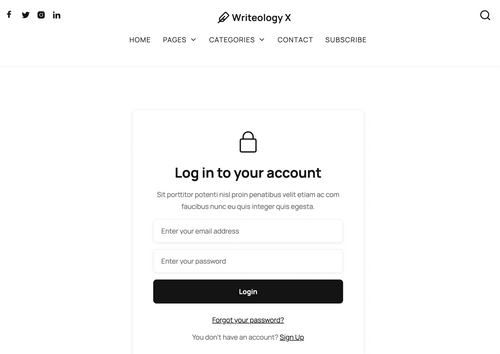 Writeology X
HOME PAGES CATEGORIES CONTACT SUBSCRIBE
Log in to your account
Sit porttitor potenti nisl proin penatibus velit etiam ac com
faucibus nunc eu quis integer quis egesta.
Enter your email address
Enter your password
Login
Forgot your password?
You don't have an account? Sign Up